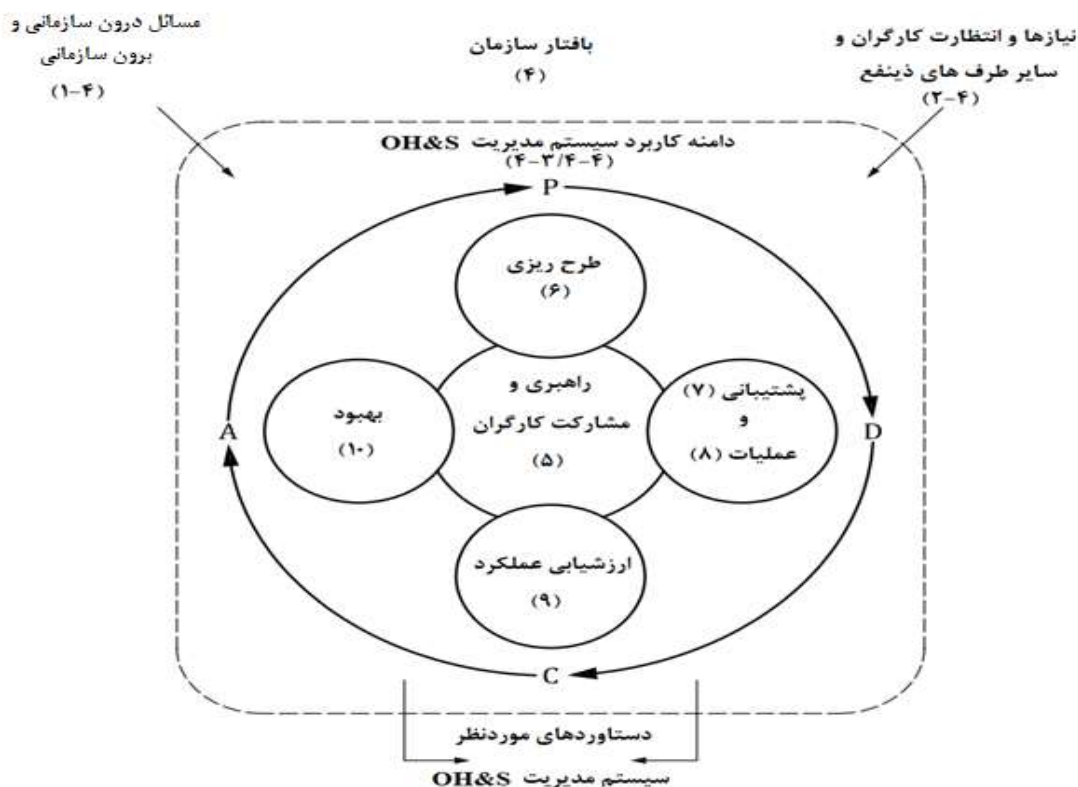 مسائل درون سازمانی و
برون سازمانی
(۱-۴)
بافتار سازمان
(۴)
نیازها و انتظارت کارگران و
سایر طرف های ذینفع
(۲-۴)
دامنه کاربرد سیستم مدیریت OH&S
(۴-۳/۴-۴)
P
طرح ریزی
(۶)
راهبری و
مشارکت کارگران
(۵)
پشتیبانی (۷)
و
عملیات (۸)
D
بهبود
(۱۰)
A
ارزشیابی عملکرد
(۹)
C
دستاوردهای موردنظر
سیستم مدیریت OH&S